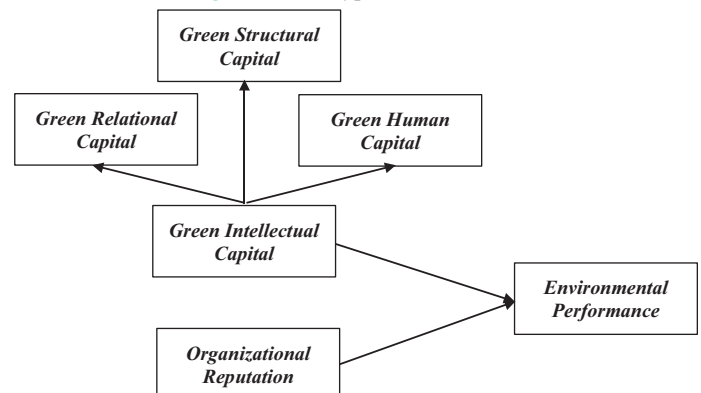 Green Structural
Capital
Green Relational
Capital
Green Human
Capital
Green Intellectual
Capital
Environmental
Performance
Organizational
Reputation